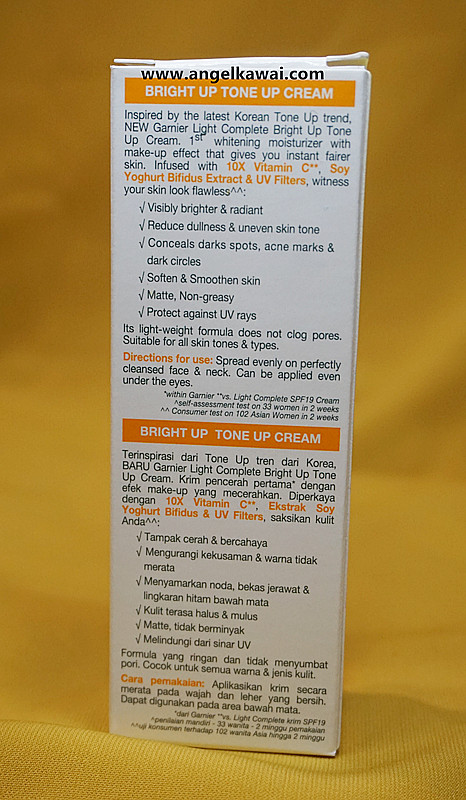 www.angelkawai.com
BRIGHT UP TONE UP CREAM
Inspired by the latest Korean Tone Up trend,
NEW Garnier Light Complete Bright Up Tone
Up Cream. 1st* whitening moisturizer with
make-up effect that gives you instant fairer
skin. Infused with 10X Vitamin C**, Soy
Yoghurt Bifidus Extract & UV Filters, witness
your skin look flawless^^:
√ Visibly brighter & radiant
√ Reduce dullness & uneven skin tone
√ Conceals darks spots, acne marks &
dark circles
√ Soften & Smoothen skin
√ Matte, Non-greasy
√ Protect against UV rays
Its light-weight formula does not clog pores.
Suitable for all skin tones & types.
Directions for use: Spread evenly on perfectly
cleansed face & neck. Can be applied even
under the eyes.
*within Garnier **vs. Light Complete SPF19 Cream
^self-assessment test on 33 women in 2 weeks
^^ Consumer test on 102 Asian Women in 2 weeks
BRIGHT UP TONE UP CREAM
Terinspirasi dari Tone Up tren dari Korea,
BARU Garnier Light Complete Bright Up Tone
Up Cream. Krim pencerah pertama* dengan
efek make-up yang mecerahkan. Diperkaya
dengan 10X Vitamin C**, Ekstrak Soy
Yoghurt Bifidus & UV Filters, saksikan kulit
Anda^^:
√ Tampak cerah & bercahaya
√ Mengurangi kekusaman & warna tidak
merata
√ Menyamarkan noda, bekas jerawat &
lingkaran hitam bawah mata
√ Kulit terasa halus & mulus
√ Matte, tidak berminyak
√ Melindungi dari sinar UV
Formula yang ringan dan tidak menyumbat
pori. Cocok untuk semua warna & jenis kulit.
Cara pemakaian: Aplikasikan krim secara
merata pada wajah dan leher yang bersih.
Dapat digunakan pada area bawah mata.
*dari Garnier **vs. Light Complete krim SPF19
^penilaian mandiri - 33 wanita - 2 minggu pemakaian
^^uji konsumen terhadap 102 wanita Asia hingga 2 minggu